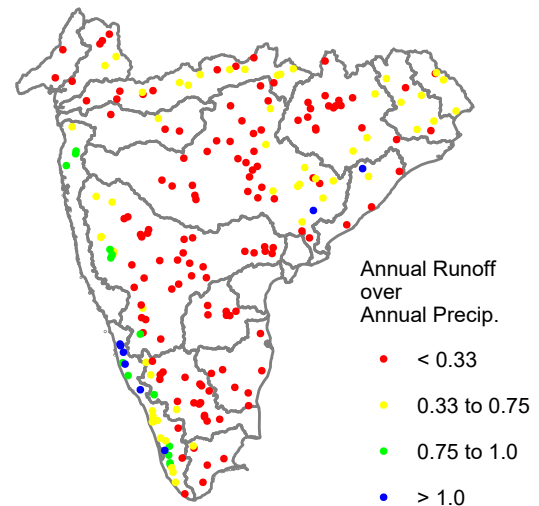 Annual Runoff
over
Annual Precip.
< 0.33
0.33 to 0.75
0.75 to 1.0
> 1.0